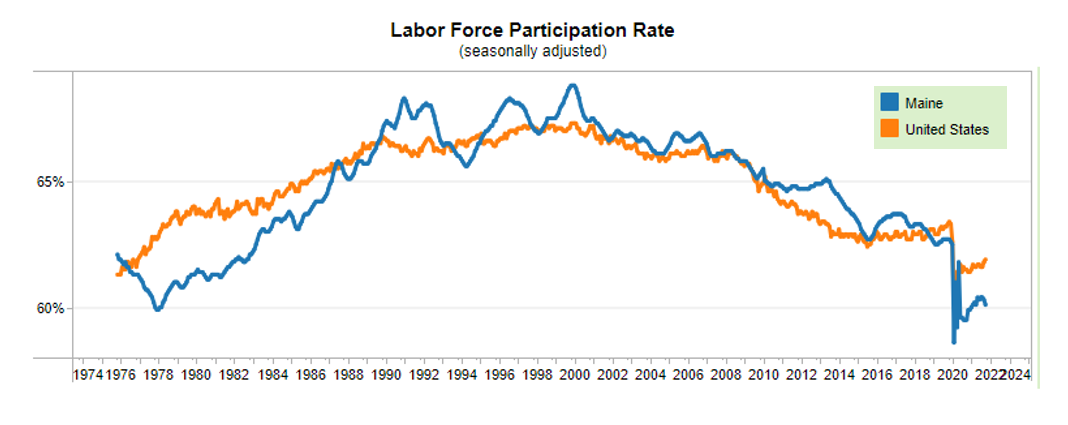 Labor Force Participation Rate
(seasonally adjusted)
Maine
United States
65%
60%
1974 1976 1978 1980 1982 1984 1986 1988 1990 1992 1994 1996 1998 2000 2002 2004 2006 2008 2010 2012 2014 2016 2018 2020 2022 2024